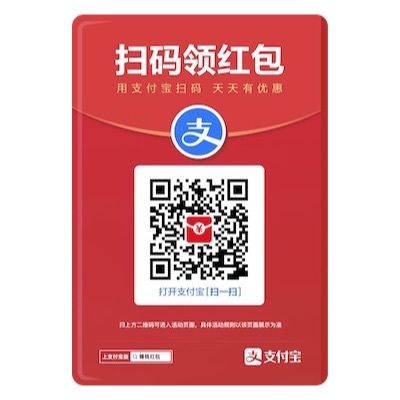 扫码领红包
用支付宝扫码 天天有优惠
支
¥
打开支付宝[扫一扫]
扫上方二维码可进入活动页面，具体活动规则以该页面展示为准
上支付宝搜 赚钱红包
支付宝